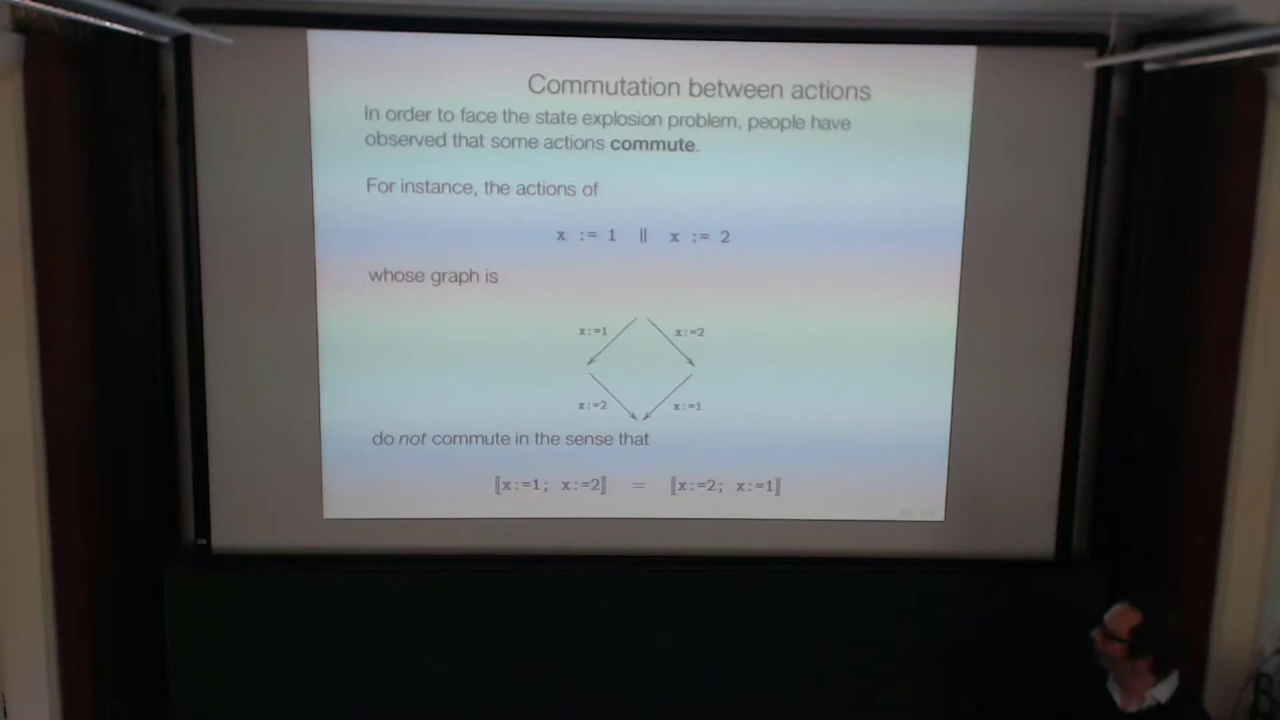 Commutation between actions
In order to face the state explosion problem, people have
observed that some actions commute.
For instance, the actions of
x := 1 ‖ x := 2
whose graph is
x:=1 x:=2
x:=2 x:=1
do not commute in the sense that
⟦x:=1; x:=2⟧ = ⟦x:=2; x:=1⟧